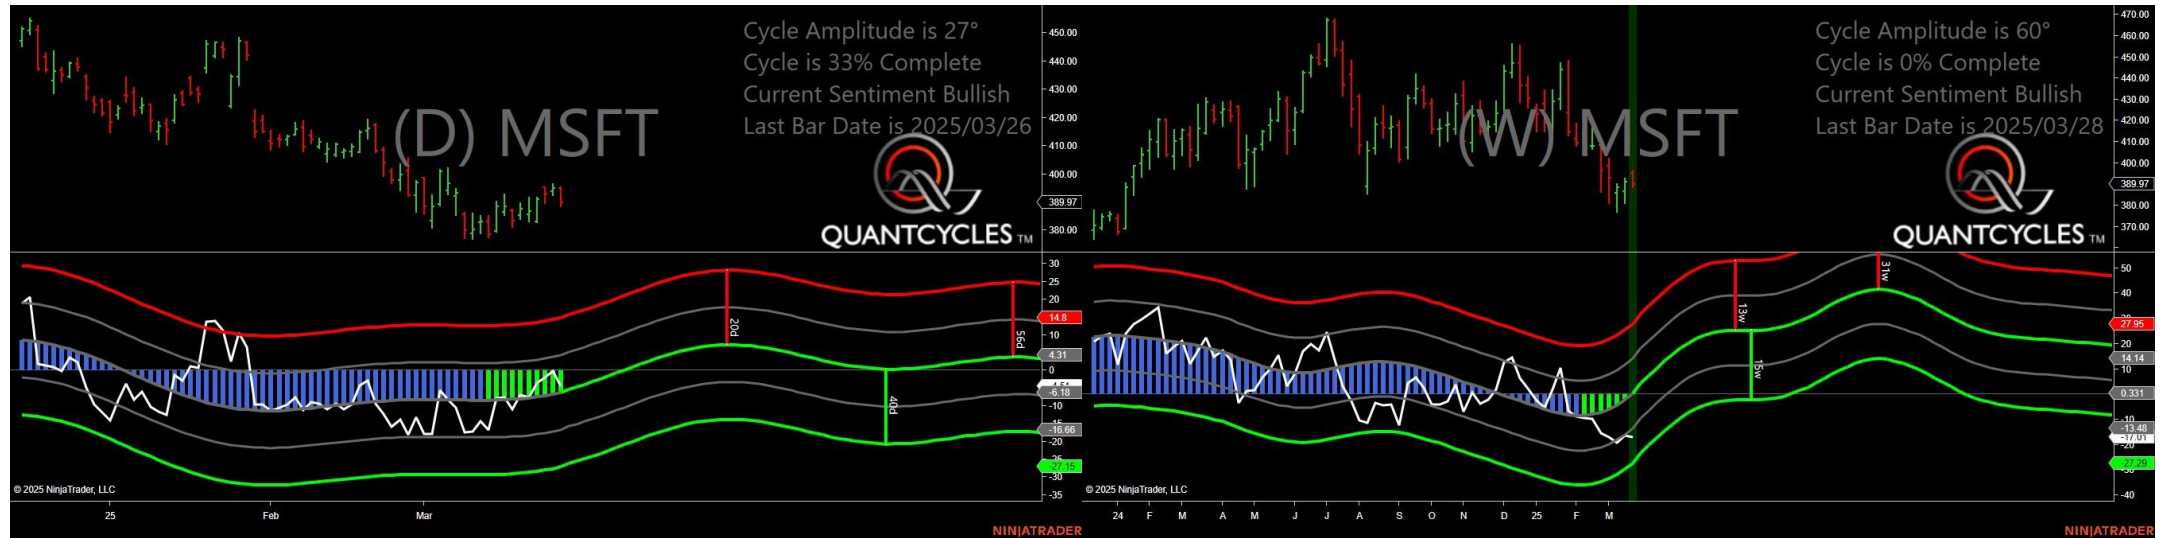 Cycle Amplitude is 27°
Cycle is 33% Complete
Current Sentiment Bullish
Last Bar Date is 2025/03/26
(D) MSFT
QUANTCYCLES TM
450.00
440.00
430.00
420.00
410.00
400.00
389.97
380.00
30
25
20
14.8
10
4.31
0
-6.18
-10
-16.66
-20
-27.15
-30
-35
20d
40d
56d
© 2025 NinjaTrader, LLC
25 Feb Mar
NINJATRADER
Cycle Amplitude is 60°
Cycle is 0% Complete
Current Sentiment Bullish
Last Bar Date is 2025/03/28
(W) MSFT
QUANTCYCLES TM
470.00
460.00
450.00
440.00
430.00
420.00
410.00
400.00
389.97
380.00
370.00
50
40
27.95
20
14.14
10
0.331
-10
-13.48
-17.01
-27.29
-40
13w
15w
31w
© 2025 NinjaTrader, LLC
24 F M A M J J A S O N D 25 F M
NINJATRADER